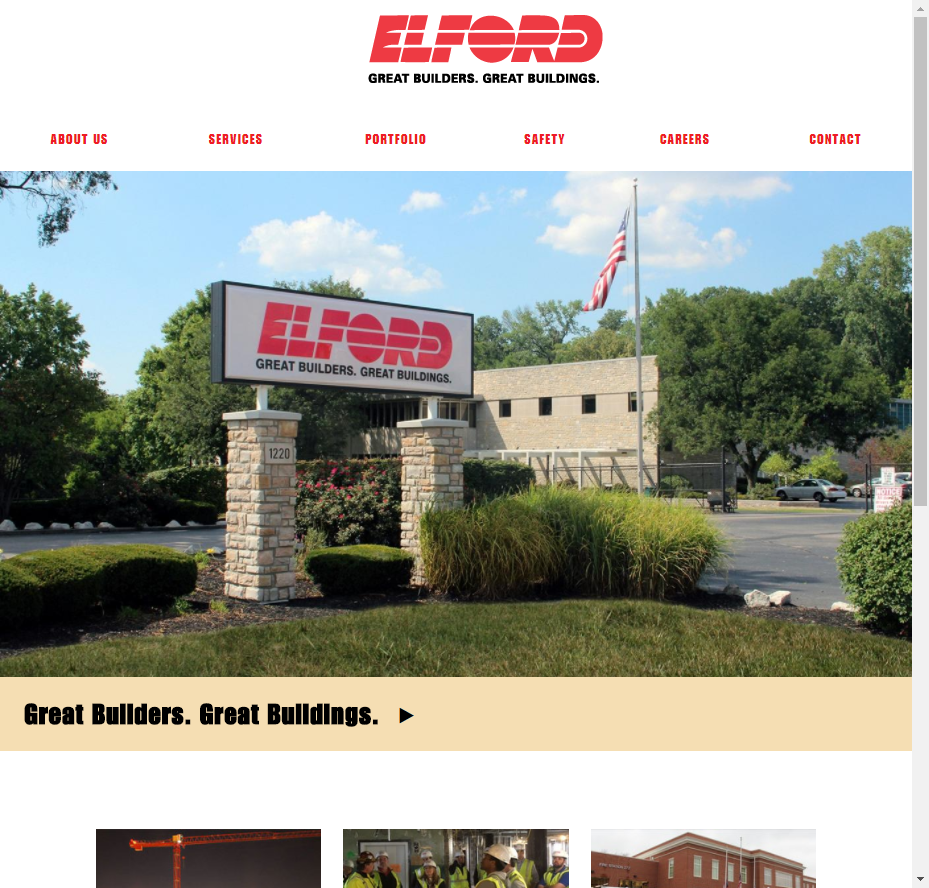 ELFORD
GREAT BUILDERS. GREAT BUILDINGS.
ABOUT US
SERVICES
PORTFOLIO
SAFETY
CAREERS
CONTACT
ELFORD
GREAT BUILDERS. GREAT BUILDINGS.
1220
NOTICE
Great Builders. Great Buildings.